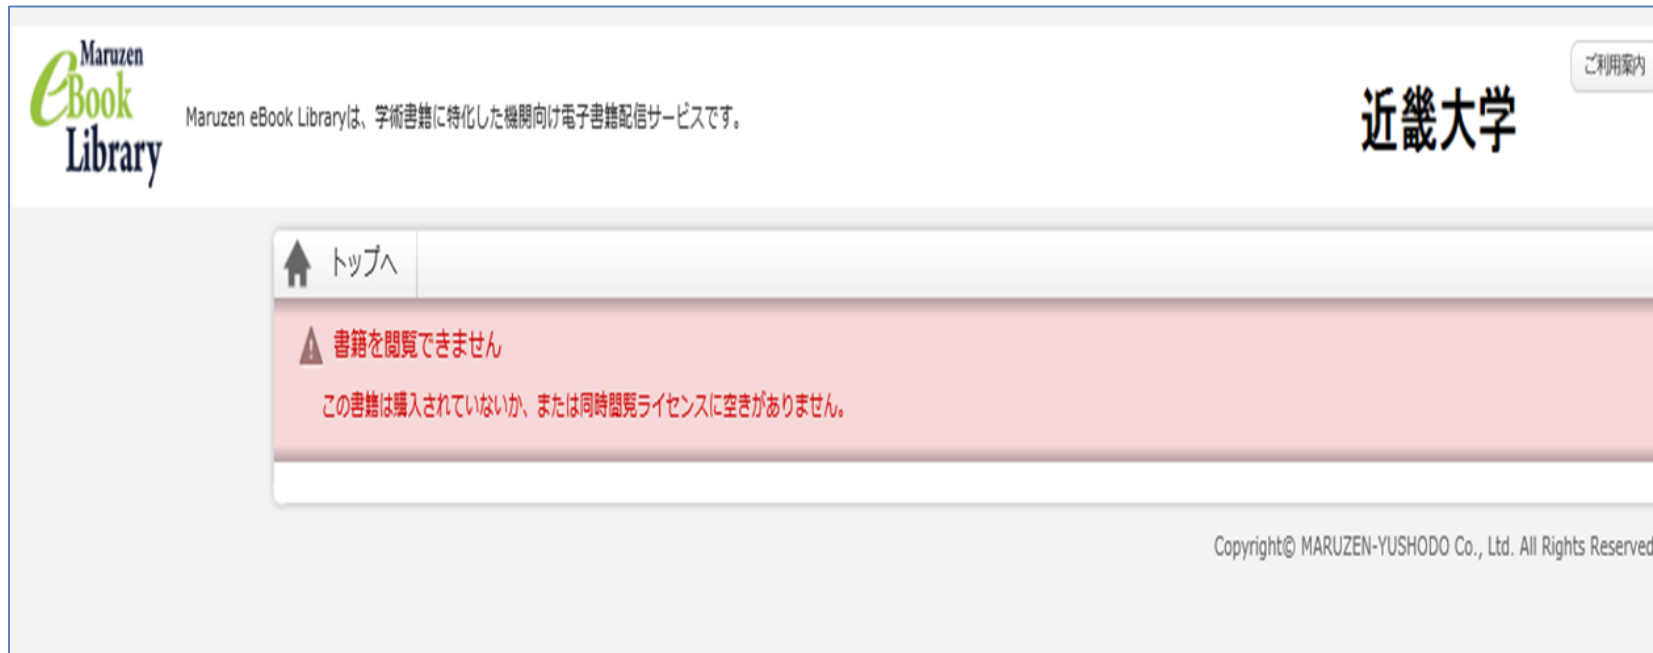 Maruzen
eBook
Library
Maruzen eBook Libraryは、学術書籍に特化した機関向け電子書籍配信サービスです。
近畿大学
ご利用案内
トップへ
書籍を閲覧できません
この書籍は購入されていないか、または同時閲覧ライセンスに空きがありません。
Copyright© MARUZEN-YUSHODO Co., Ltd. All Rights Reserved